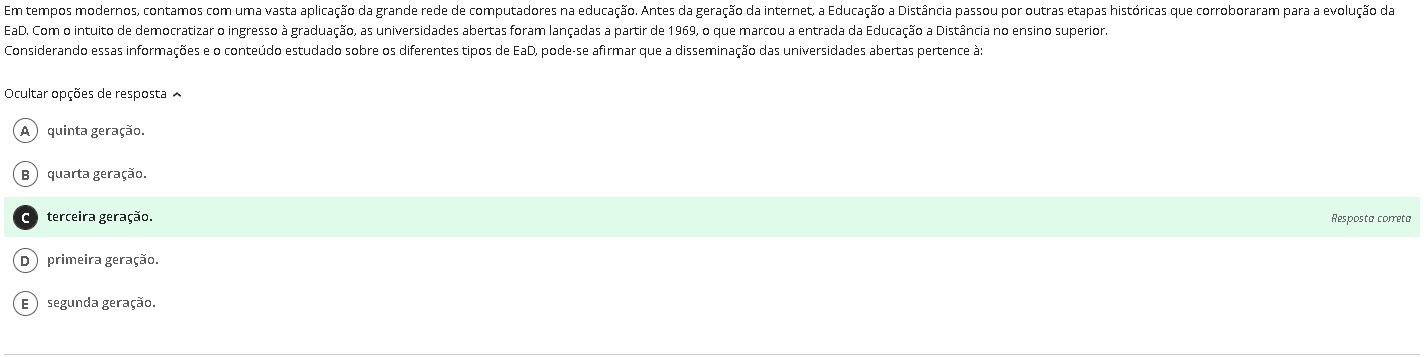 Em tempos modernos, contamos com uma vasta aplicação da grande rede de computadores na educação. Antes da geração da internet, a Educação a Distância passou por outras etapas históricas que corroboraram para a evolução da
EaD. Com o intuito de democratizar o ingresso à graduação, as universidades abertas foram lançadas a partir de 1969, o que marcou a entrada da Educação a Distância no ensino superior.
Considerando essas informações e o conteúdo estudado sobre os diferentes tipos de EaD, pode-se afirmar que a disseminação das universidades abertas pertence à:
Ocultar opções de resposta
A quinta geração.
B quarta geração.
C terceira geração. Resposta correta
D primeira geração.
E segunda geração.